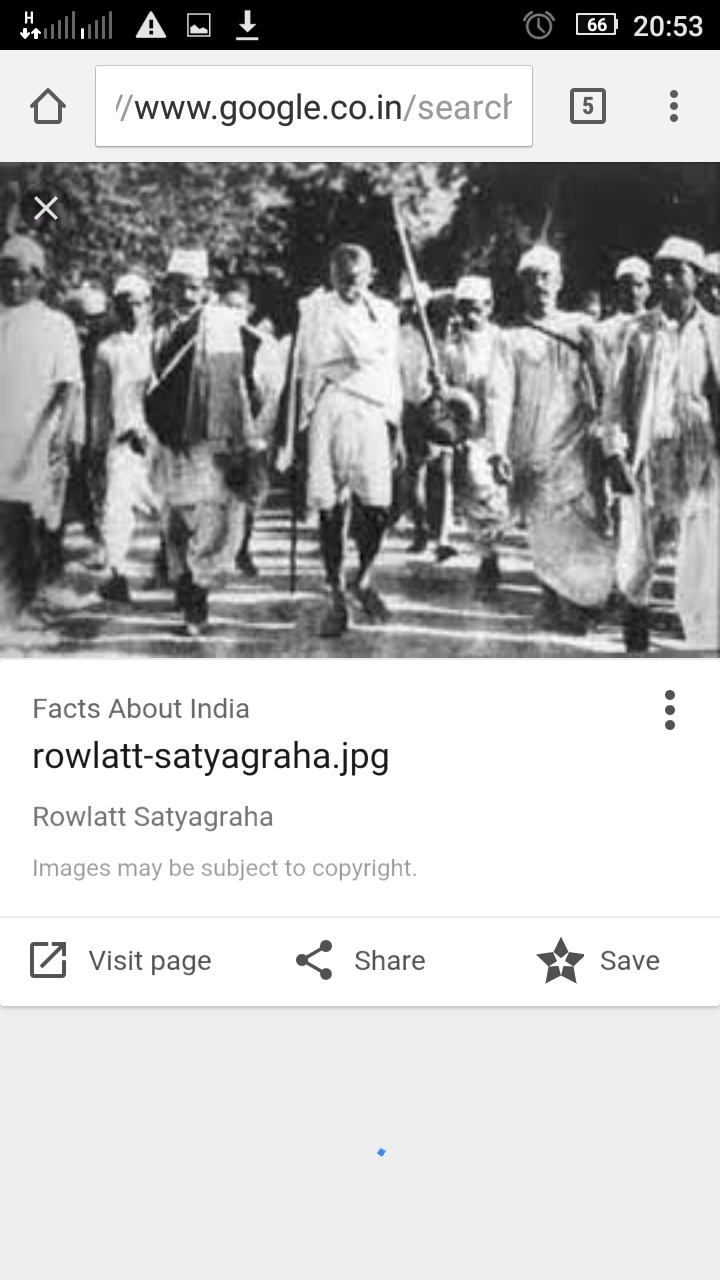 H
66
20:53
//www.google.co.in/search
5
Facts About India
rowlatt-satyagraha.jpg
Rowlatt Satyagraha
Images may be subject to copyright.
Visit page
Share
Save